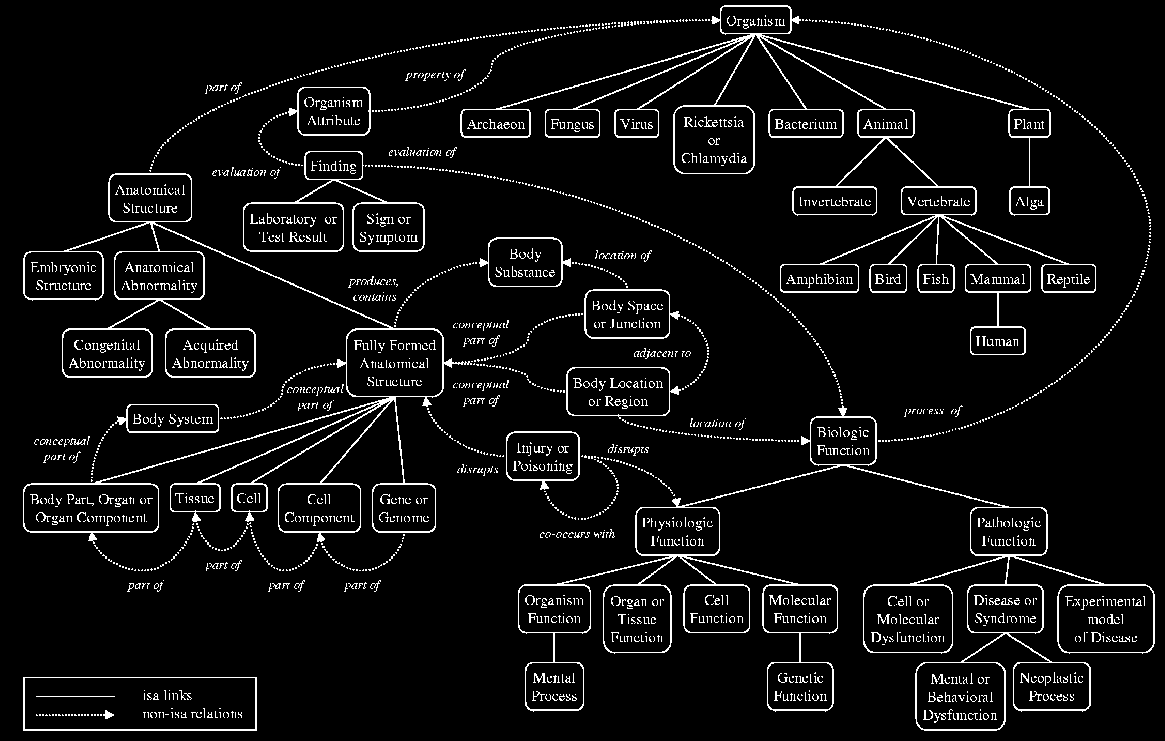 Organism
part of
property of
Organism
Attribute
Archaeon
Fungus
Virus
Rickettsia
or
Chlamydia
Bacterium
Animal
Plant
evaluation of
evaluation of
Finding
Anatomical
Structure
Laboratory or
Test Result
Sign or
Symptom
Invertebrate
Vertebrate
Alga
Embryonic
Structure
Anatomical
Abnormality
Body
Substance
location of
Amphibian
Bird
Fish
Mammal
Reptile
produces,
contains
Body Space
or Junction
Congenital
Abnormality
Acquired
Abnormality
Fully Formed
Anatomical
Structure
conceptual
part of
adjacent to
Human
conceptual
part of
conceptual
part of
Body Location
or Region
Body System
location of
process of
Biologic
Function
conceptual
part of
disrupts
Injury or
Poisoning
disrupts
Body Part, Organ or
Organ Component
Tissue
Cell
Cell
Component
Gene or
Genome
co-occurs with
Physiologic
Function
Pathologic
Function
part of
part of
part of
part of
Organism
Function
Organ or
Tissue
Function
Cell
Function
Molecular
Function
Cell or
Molecular
Dysfunction
Disease or
Syndrome
Experimental
model
of Disease
Mental
Process
Genetic
Function
Mental or
Behavioral
Dysfunction
Neoplastic
Process
isa links
non-isa relations